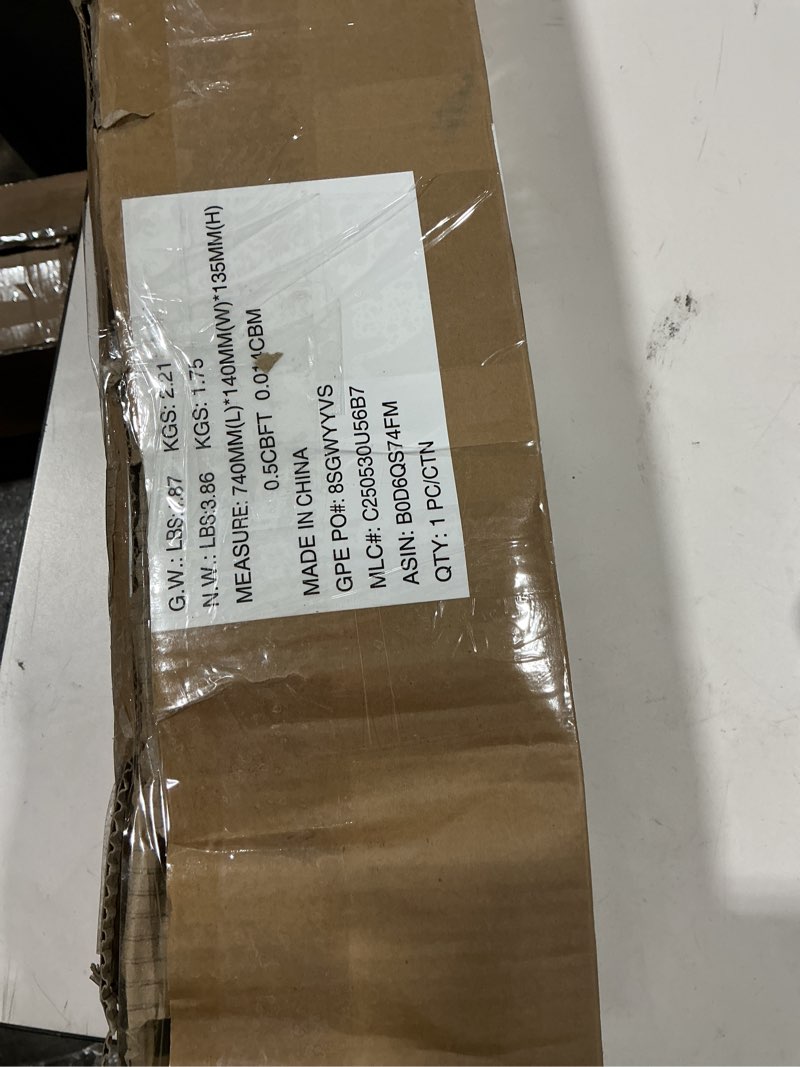 G.W.: LBS: KGS: 2.21
N.W.: LBS:3.86 KGS: 1.75
MEASURE: 740MM(L)*140MM(W)*135MM(H)
0.5CBFT
MADE IN CHINA
GPE PO#: 8SGWYYVS
MLC#: C250530U56B7
ASIN: B0D6QS74FM
QTY: 1 PC/CTN